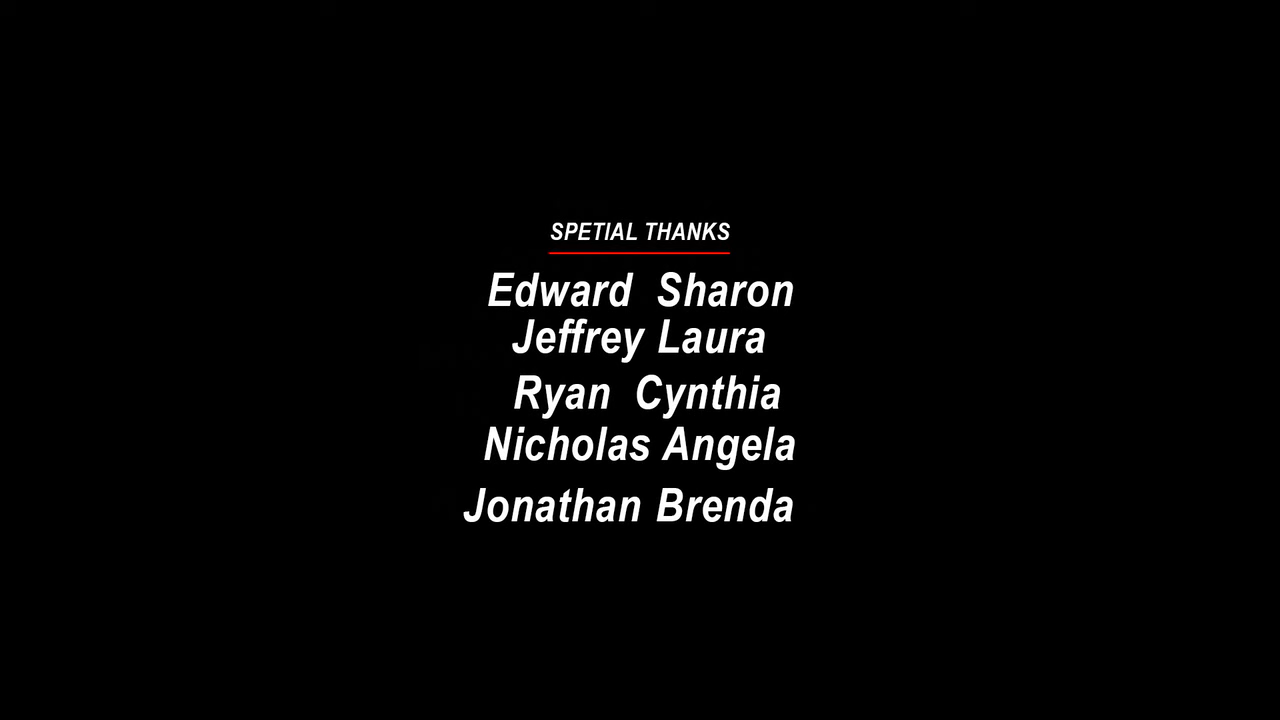 SPETIAL THANKS
Edward Sharon
Jeffrey Laura
Ryan Cynthia
Nicholas Angela
Jonathan Brenda